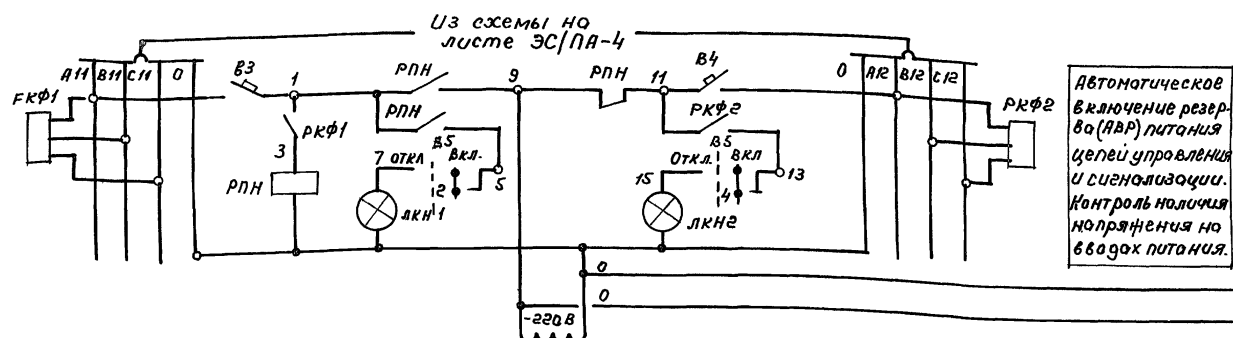 Из схемы на
листе ЭС/ПА-4
А11 В11 С11 0
В3
1
РПН
9
РПН
11
В4
0 А12 В12 С12
РКФ1
РКФ2
РКФ1
РПН
РКФ2
3
7 ОТКЛ
В5
Вкл.
2
5
РПН
ЛКН1
15
Откл.
В5
Вкл
4
13
ЛКН2
0
0
~220В
Автоматическое
включение резер-
ва (АВР) питания
цепей управления
и сигнализации.
Контроль наличия
напряжения на
вводах питания.